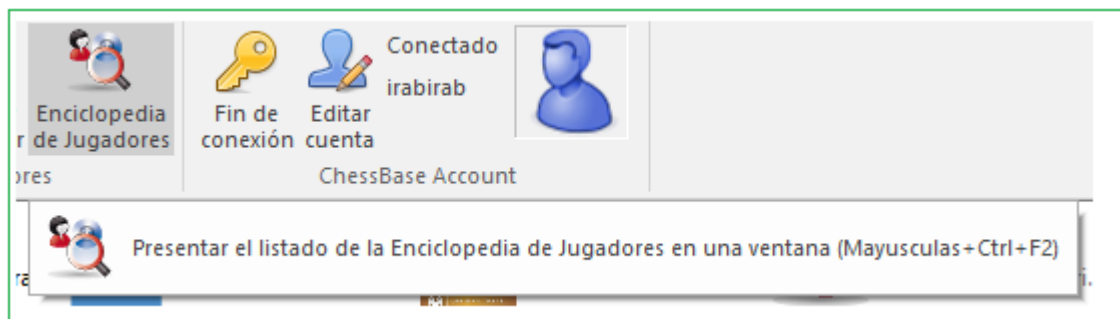 Enciclopedia
de Jugadores
Fin de
conexión
Editar
cuenta
Conectado
irabirab
ChessBase Account
Presentar el listado de la Enciclopedia de Jugadores en una ventana (Mayusculas+Ctrl+F2)